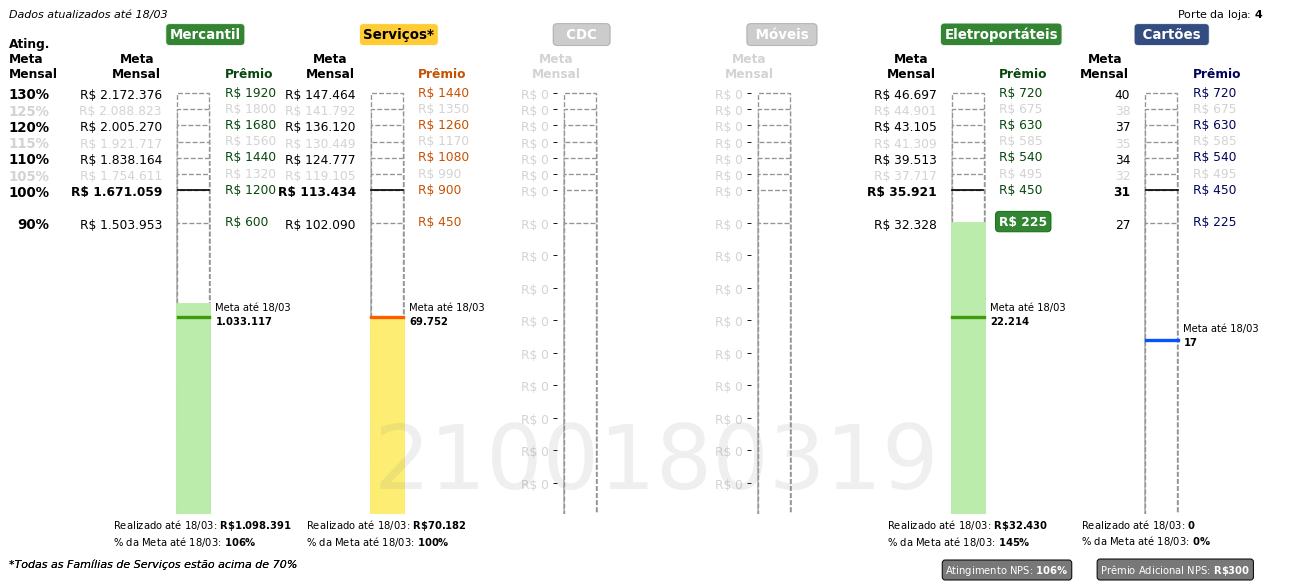 Dados atualizados até 18/03
Porte da loja: 4
Mercantil Serviços* CDC Móveis Eletroportáteis Cartões
Ating. Meta Mensal
Meta Mensal Prêmio Meta Mensal Prêmio Meta Mensal Meta Mensal Meta Mensal Prêmio Meta Mensal Prêmio
130% R$ 2.172.376 R$ 1920 R$ 147.464 R$ 1440 R$ 0 R$ 0 R$ 46.697 R$ 720 40 R$ 720
125% R$ 2.088.823 R$ 1800 R$ 141.792 R$ 1350 R$ 0 R$ 0 R$ 44.901 R$ 675 38 R$ 675
120% R$ 2.005.270 R$ 1680 R$ 136.120 R$ 1260 R$ 0 R$ 0 R$ 43.105 R$ 630 37 R$ 630
115% R$ 1.921.717 R$ 1560 R$ 130.449 R$ 1170 R$ 0 R$ 0 R$ 41.309 R$ 585 35 R$ 585
110% R$ 1.838.164 R$ 1440 R$ 124.777 R$ 1080 R$ 0 R$ 0 R$ 39.513 R$ 540 34 R$ 540
105% R$ 1.754.611 R$ 1320 R$ 119.105 R$ 990 R$ 0 R$ 0 R$ 37.717 R$ 495 32 R$ 495
100% R$ 1.671.059 R$ 1200 R$ 113.434 R$ 900 R$ 0 R$ 0 R$ 35.921 R$ 450 31 R$ 450
90% R$ 1.503.953 R$ 600 R$ 102.090 R$ 450 R$ 0 R$ 0 R$ 32.328 R$ 225 27 R$ 225
R$ 0 R$ 0
R$ 0 R$ 0
Meta até 18/03 Meta até 18/03 Meta até 18/03
1.033.117 69.752 R$ 0 R$ 0 22.214
Meta até 18/03
17
R$ 0 R$ 0
R$ 0 R$ 0
R$ 0 R$ 0
R$ 0 R$ 0
2100180319
R$ 0 R$ 0
Realizado até 18/03: R$1.098.391 Realizado até 18/03: R$70.182 Realizado até 18/03: R$32.430 Realizado até 18/03: 0
% da Meta até 18/03: 106% % da Meta até 18/03: 100% % da Meta até 18/03: 145% % da Meta até 18/03: 0%
*Todas as Famílias de Serviços estão acima de 70%
Atingimento NPS: 106% Prêmio Adicional NPS: R$300